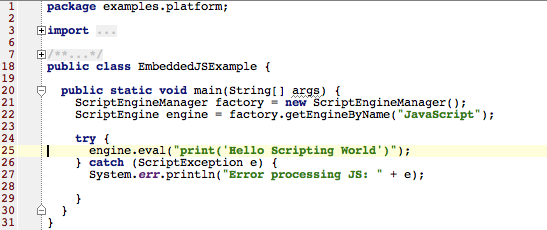 1 package examples.platform;
2
3 import ...
6
7 /**...*/
18 public class EmbeddedJSExample {
19
20 public static void main(String[] args) {
21 ScriptEngineManager factory = new ScriptEngineManager();
22 ScriptEngine engine = factory.getEngineByName("JavaScript");
23
24 try {
25 engine.eval("print('Hello Scripting World')");
26 } catch (ScriptException e) {
27 System.err.println("Error processing JS: " + e);
28
29 }
30 }
31 }